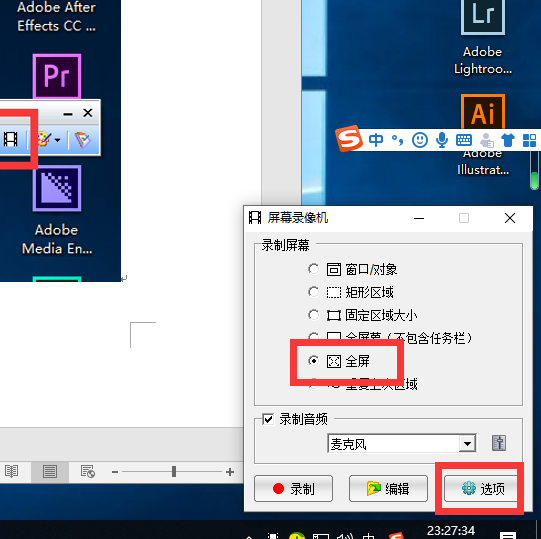 Adobe After
Effects CC ...
Pr
Adobe
Media En...
Lr
Adobe
Lightroo...
Ai
S 中
Adobe
Illustrat...
屏幕录像机
录制屏幕
窗口/对象
矩形区域
固定区域大小
全屏幕（不包含任务栏）
全屏
重复上次区域
录制音频
麦克风
录制
编辑
选项
中
S
23:27:34